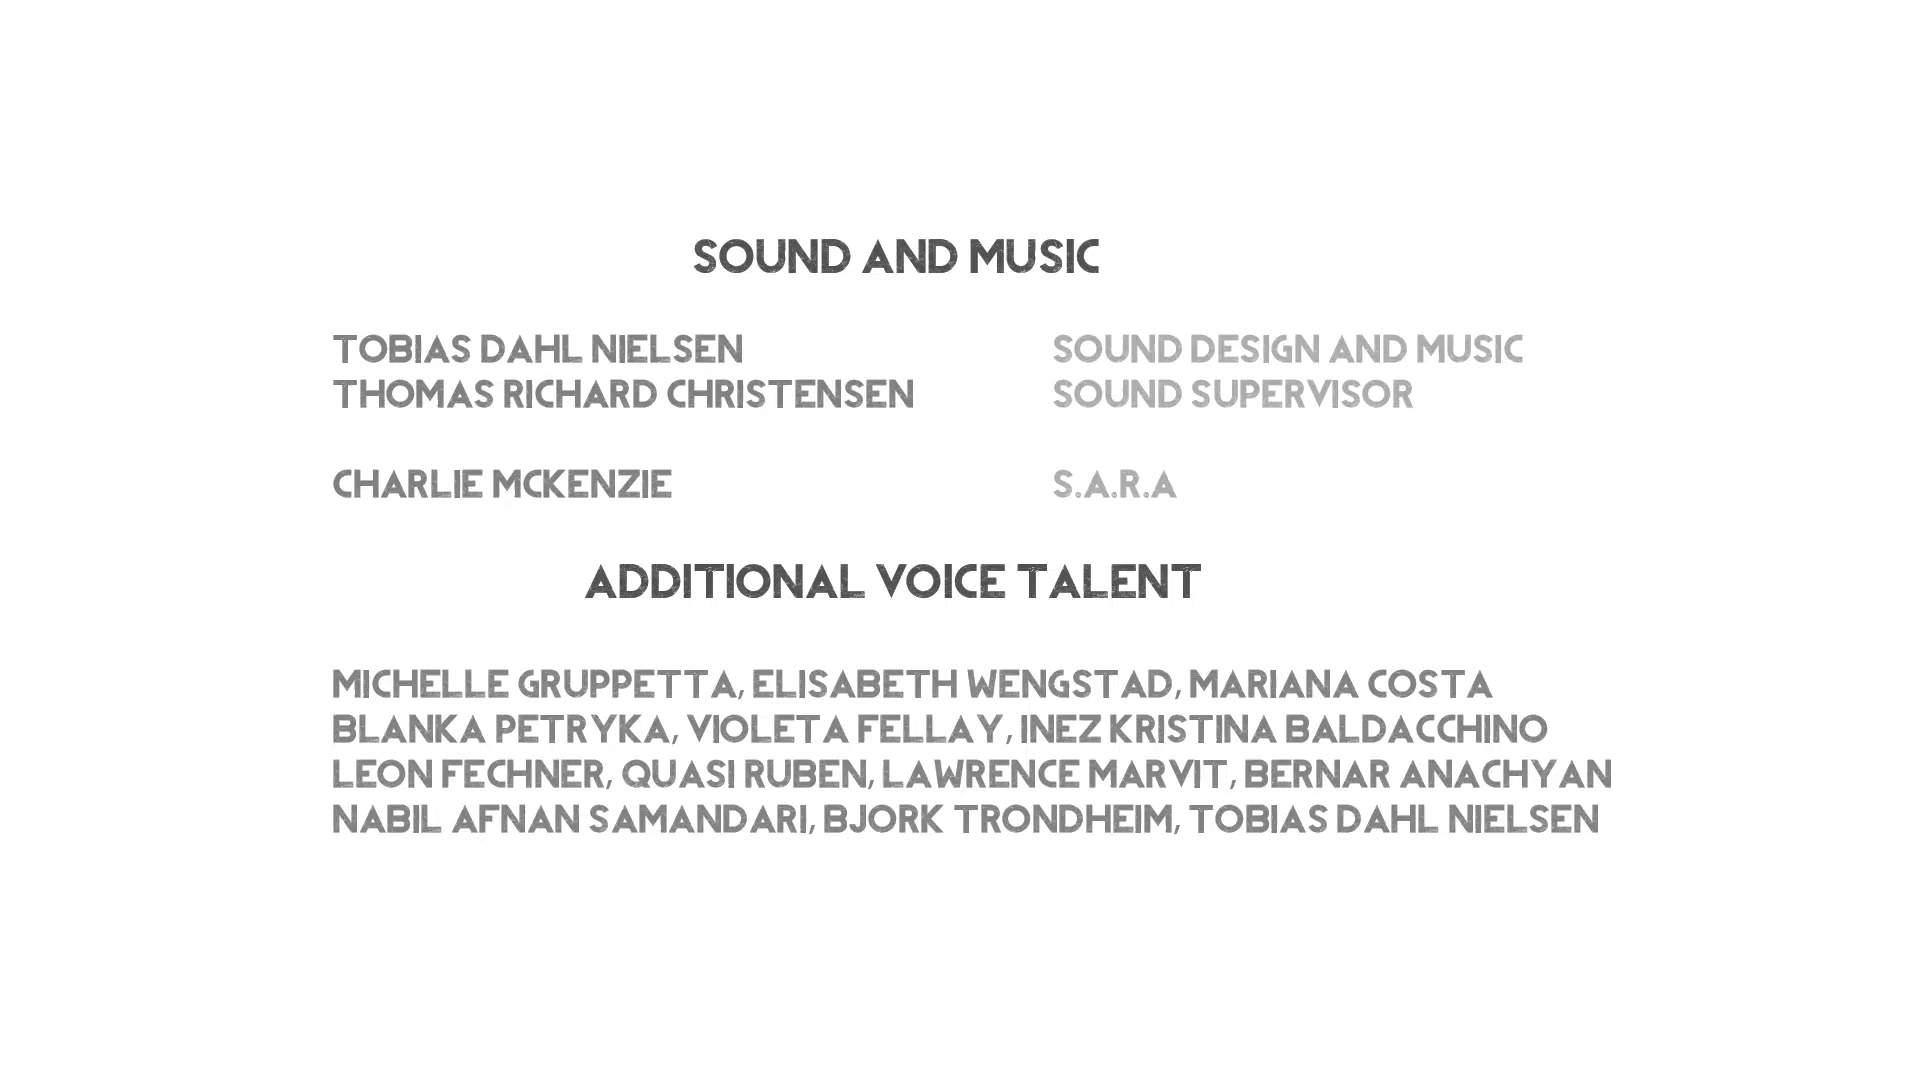 SOUND AND MUSIC
TOBIAS DAHL NIELSEN SOUND DESIGN AND MUSIC
THOMAS RICHARD CHRISTENSEN SOUND SUPERVISOR
CHARLIE MCKENZIE S.A.R.A
ADDITIONAL VOICE TALENT
MICHELLE GRUPPETTA, ELISABETH WENGSTAD, MARIANA COSTA
BLANKA PETRYKA, VIOLETA FELLAY, INEZ KRISTINA BALDACCHINO
LEON FECHNER, QUASI RUBEN, LAWRENCE MARVIT, BERNAR ANACHYAN
NABIL AFNAN SAMANDARI, BJORK TRONDHEIM, TOBIAS DAHL NIELSEN